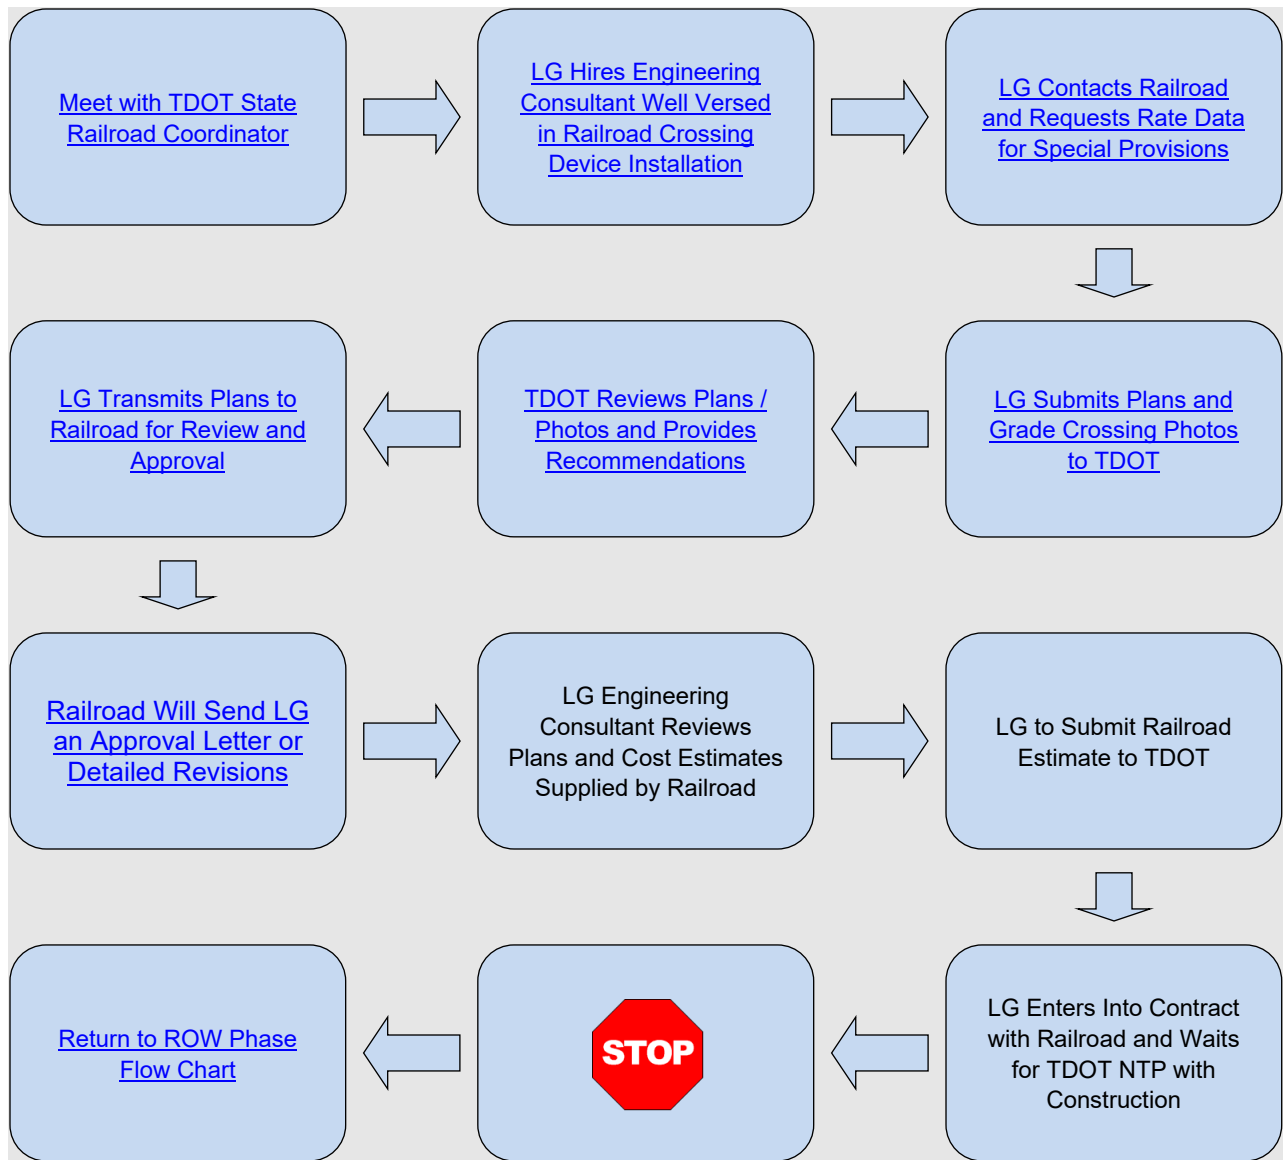 Meet with TDOT State
Railroad Coordinator
LG Hires Engineering
Consultant Well Versed
in Railroad Crossing
Device Installation
LG Contacts Railroad
and Requests Rate Data
for Special Provisions
LG Submits Plans and
Grade Crossing Photos
to TDOT
TDOT Reviews Plans /
Photos and Provides
Recommendations
LG Transmits Plans to
Railroad for Review and
Approval
Railroad Will Send LG
an Approval Letter or
Detailed Revisions
LG Engineering
Consultant Reviews
Plans and Cost Estimates
Supplied by Railroad
LG to Submit Railroad
Estimate to TDOT
LG Enters Into Contract
with Railroad and Waits
for TDOT NTP with
Construction
STOP
Return to ROW Phase
Flow Chart